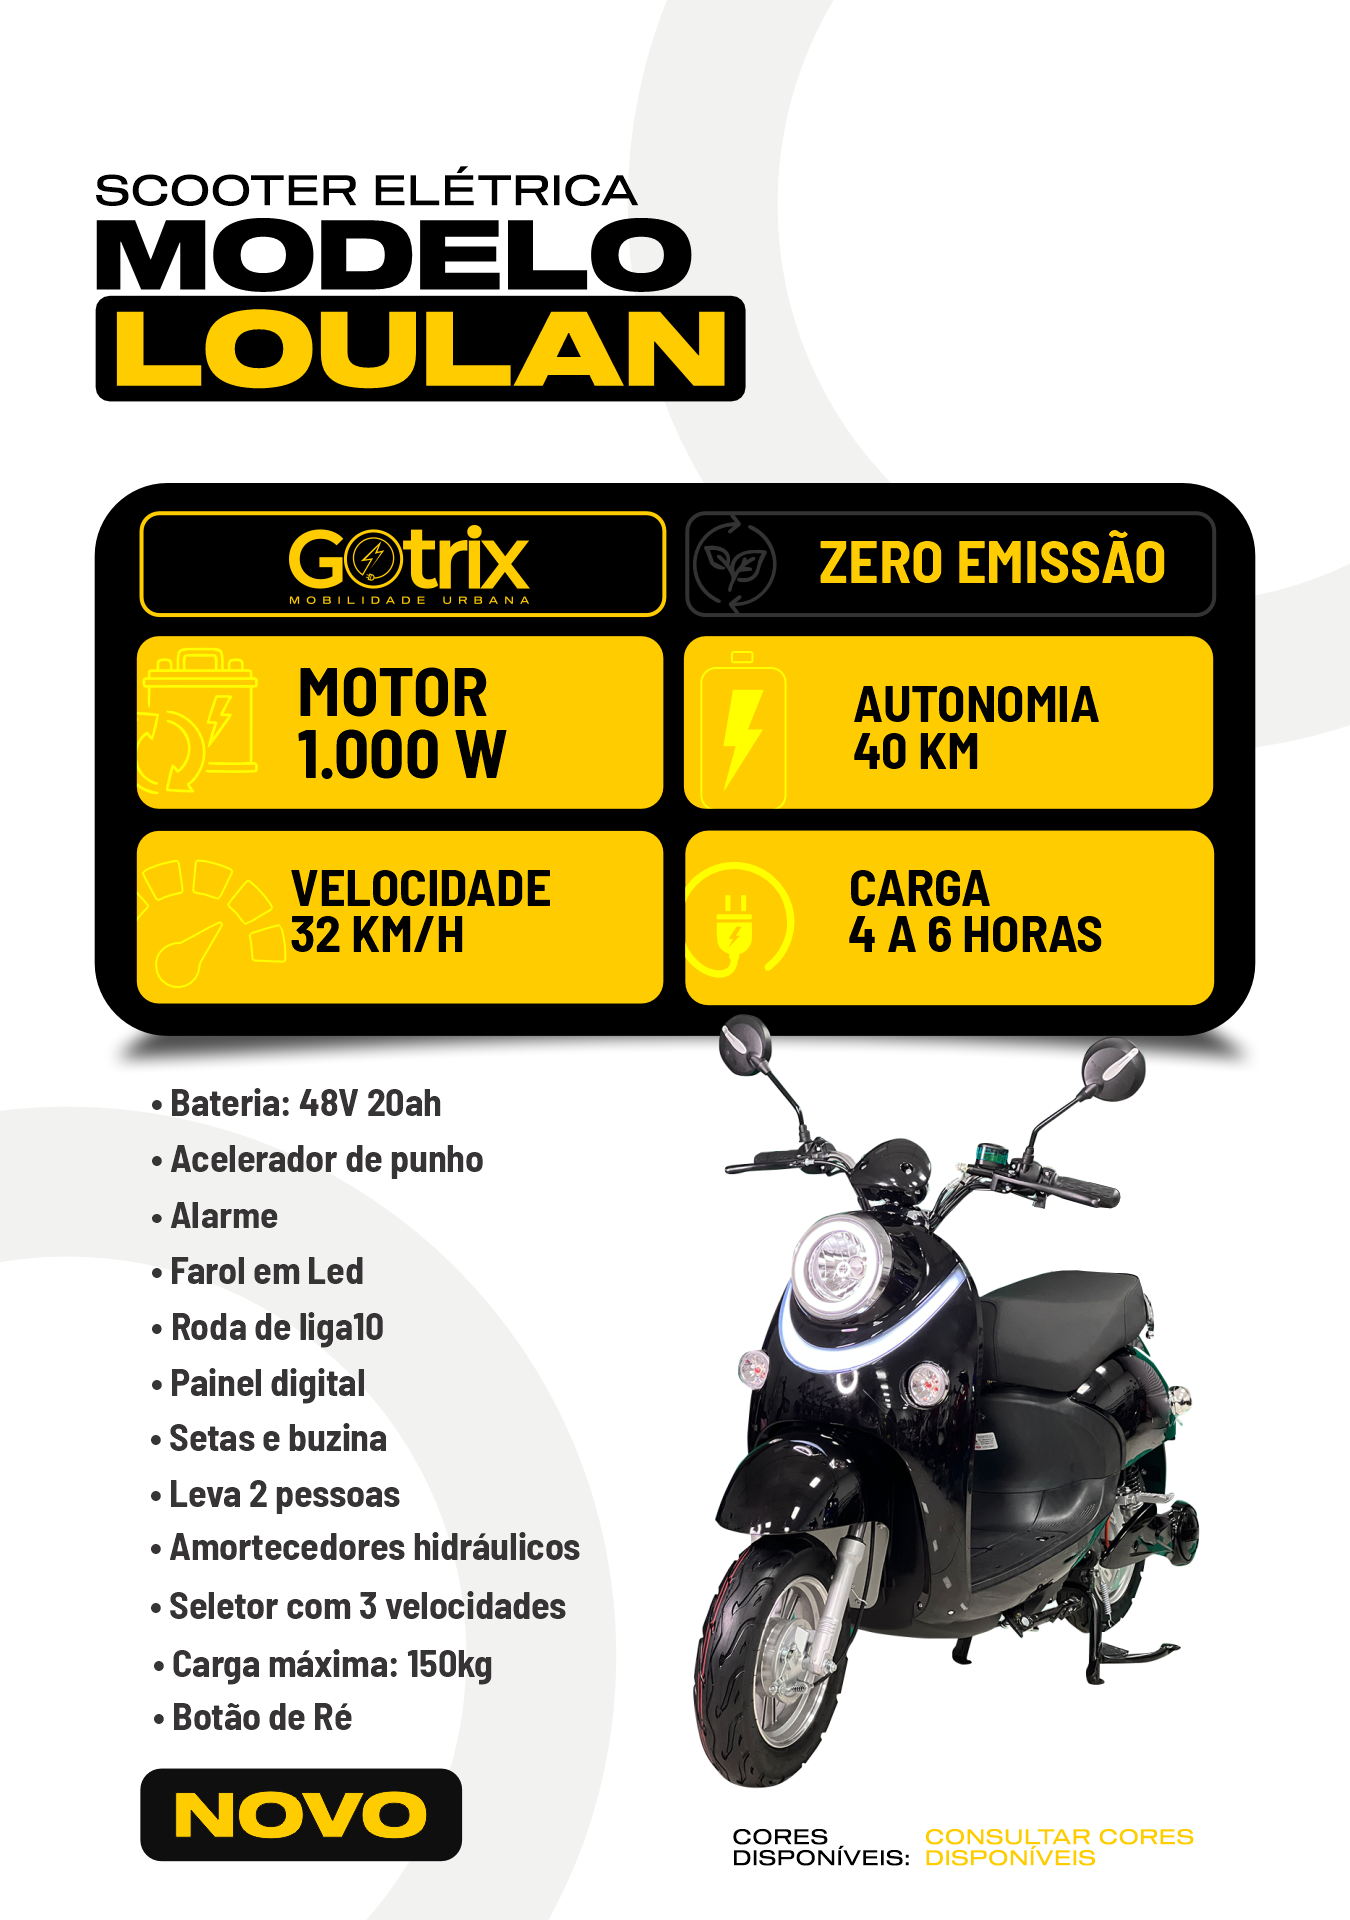 SCOOTER ELÉTRICA
MODELO
LOULAN
Gotrix
MOBILIDADE URBANA
ZERO EMISSÃO
MOTOR
1.000 W
AUTONOMIA
40 KM
VELOCIDADE
32 KM/H
CARGA
4 A 6 HORAS
• Bateria: 48V 20ah
• Acelerador de punho
• Alarme
• Farol em Led
• Roda de liga10
• Painel digital
• Setas e buzina
• Leva 2 pessoas
• Amortecedores hidráulicos
• Seletor com 3 velocidades
• Carga máxima: 150kg
• Botão de Ré
NOVO
CORES
DISPONÍVEIS:
CONSULTAR CORES
DISPONÍVEIS